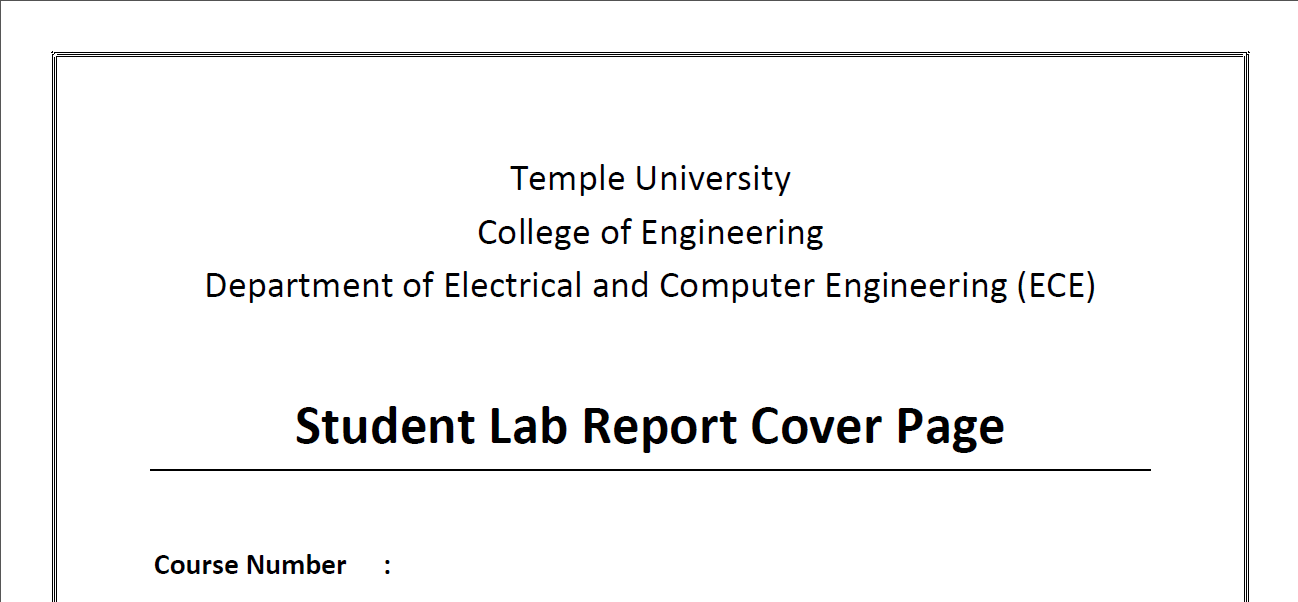 Temple University
College of Engineering
Department of Electrical and Computer Engineering (ECE)
Student Lab Report Cover Page
Course Number :